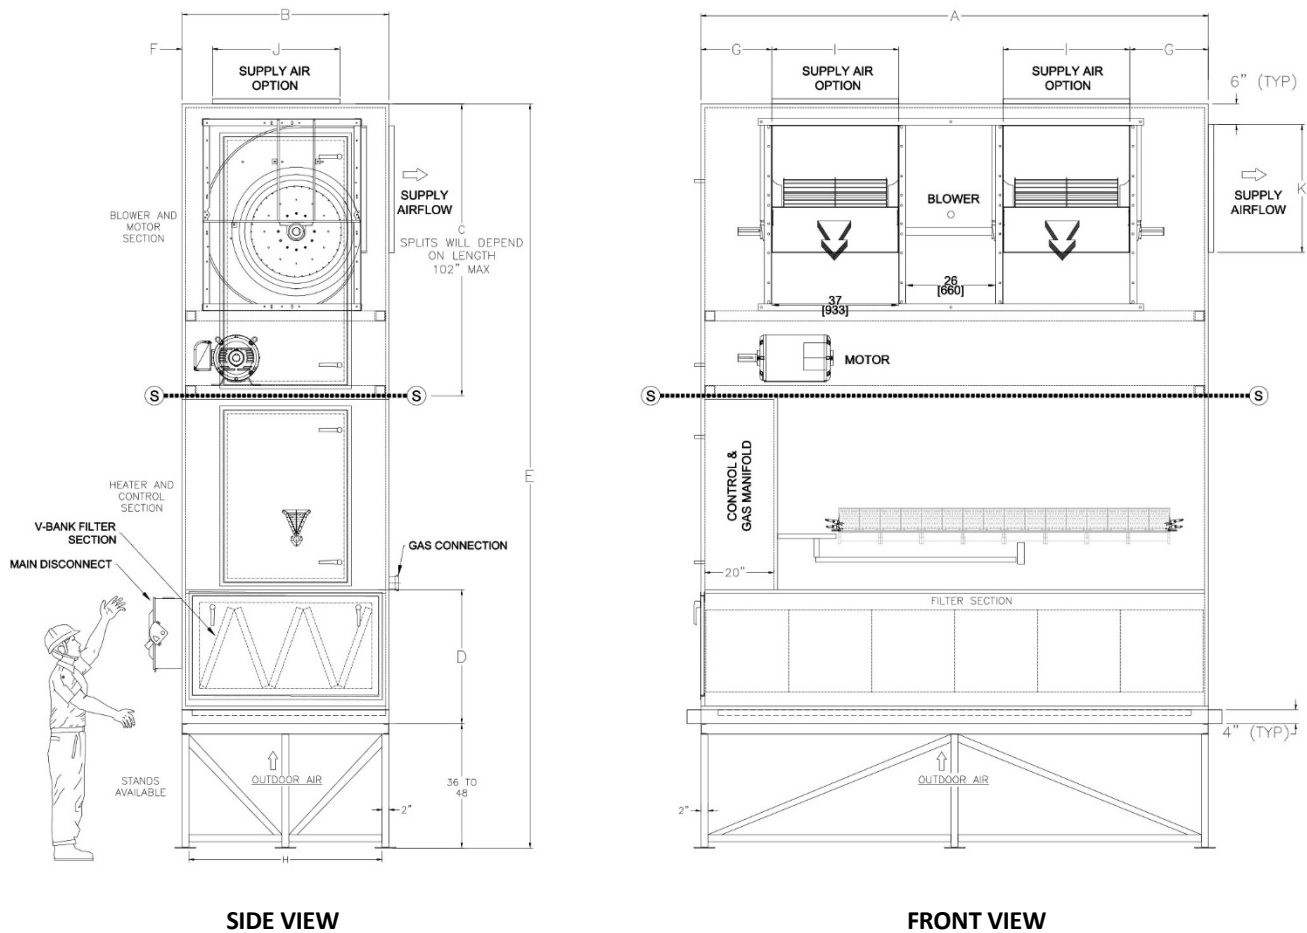 B
F
J
SUPPLY AIR
OPTION
SUPPLY
AIRFLOW
BLOWER AND
MOTOR
SECTION
C
SPLITS WILL DEPEND
ON LENGTH
102" MAX
S
S
E
HEATER AND
CONTROL
SECTION
V-BANK FILTER
SECTION
MAIN DISCONNECT
GAS CONNECTION
D
STANDS
AVAILABLE
OUTDOOR AIR
36 TO
48
2"
H
SIDE VIEW
A
G
I
I
G
SUPPLY AIR
OPTION
SUPPLY AIR
OPTION
6" (TYP)
K
BLOWER
SUPPLY
AIRFLOW
26
[660]
37
[933]
MOTOR
S
S
CONTROL &
GAS MANIFOLD
20"
FILTER SECTION
4" (TYP)
OUTDOOR AIR
2"
FRONT VIEW